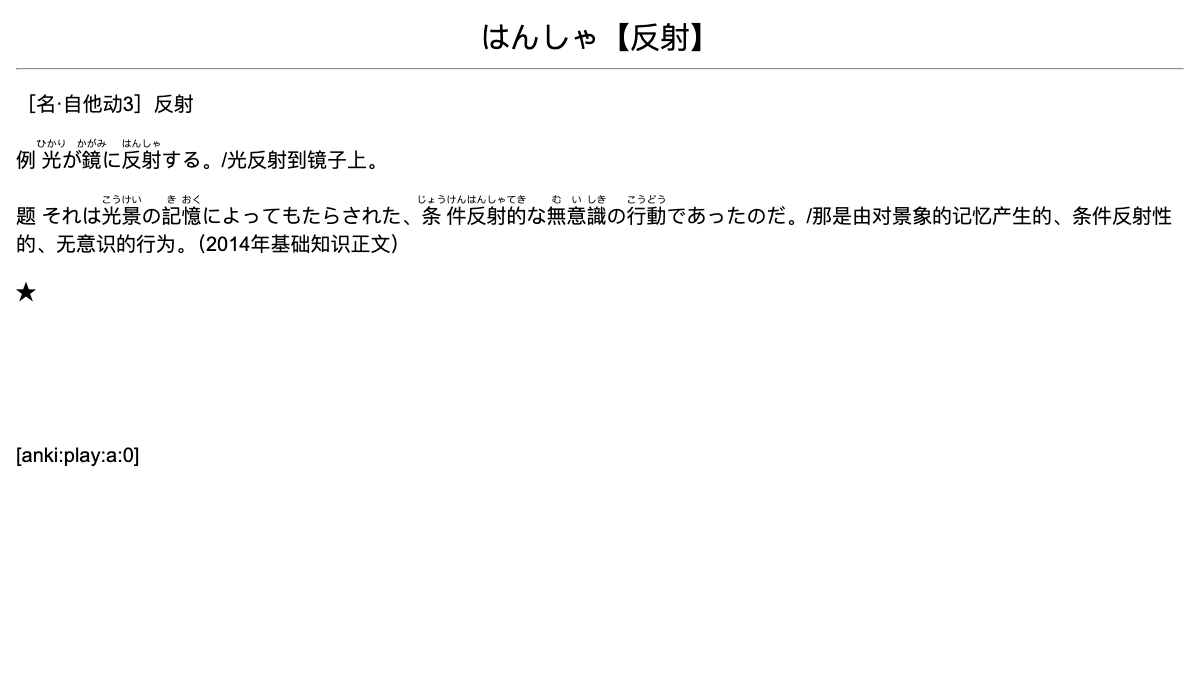 はんしゃ【反射】
［名·自他动3］反射
ひかり かがみ はんしゃ
例 光が鏡に反射する。/光反射到镜子上。
こうけい き おく じょうけんはんしゃてき む い しき こうどう
题 それは光景の記憶によってもたらされた、条件反射的な無意識の行動であったのだ。/那是由对景象的记忆产生的、条件反射性
的、无意识的行为。（2014年基础知识正文）
★
[anki:play:a:0]